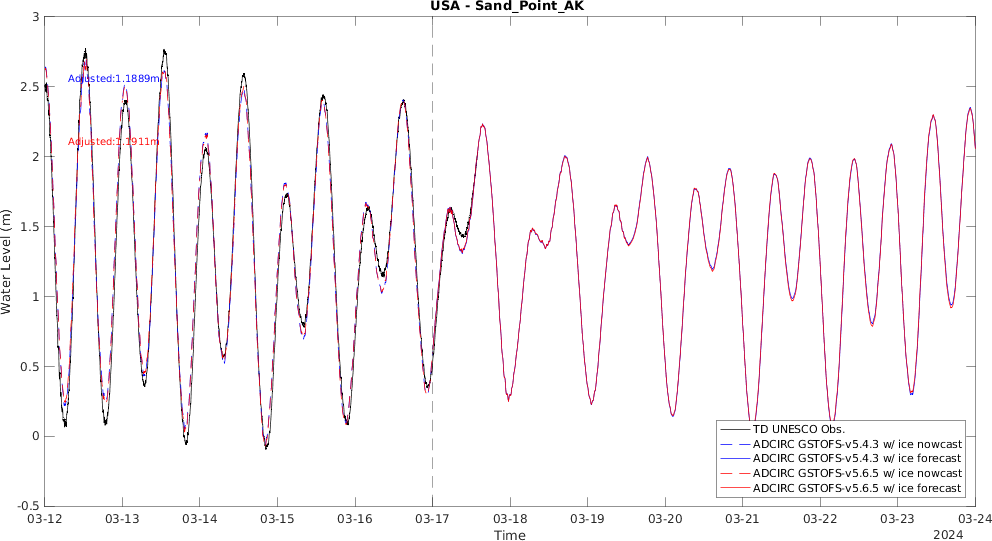 USA - Sand_Point_AK
Water Level (m)
3
2.5
2
1.5
1
0.5
0
-0.5
Adjusted:1.1889m
Adjusted:1.1911m
TD UNESCO Obs.
ADCIRC GSTOFS-v5.4.3 w/ ice nowcast
ADCIRC GSTOFS-v5.4.3 w/ ice forecast
ADCIRC GSTOFS-v5.6.5 w/ ice nowcast
ADCIRC GSTOFS-v5.6.5 w/ ice forecast
03-12 03-13 03-14 03-15 03-16 03-17 03-18 03-19 03-20 03-21 03-22 03-23 03-24
Time
2024